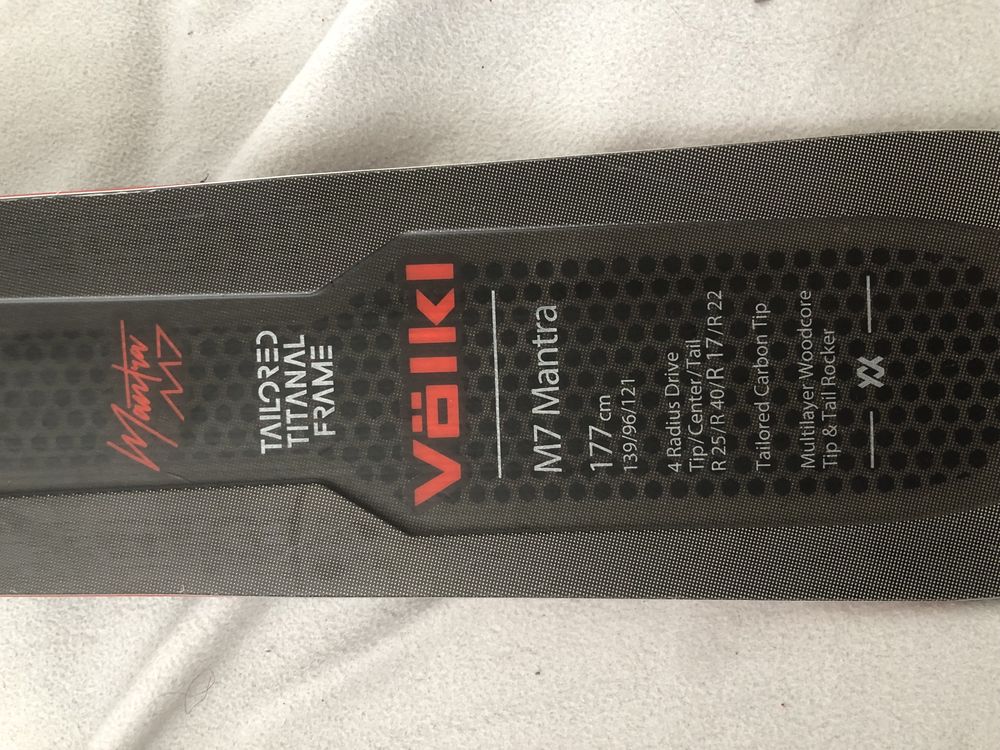 Mantra
M7
TAILORED
TITANAL
FRAME
Völkl
M7 Mantra
177cm
139/96/121
4 Radius Drive
Tip/Center/Tail
R 25/R 40/R 17/R 22
Tailored Carbon Tip
Multilayer Woodcore
Tip & Tail Rocker